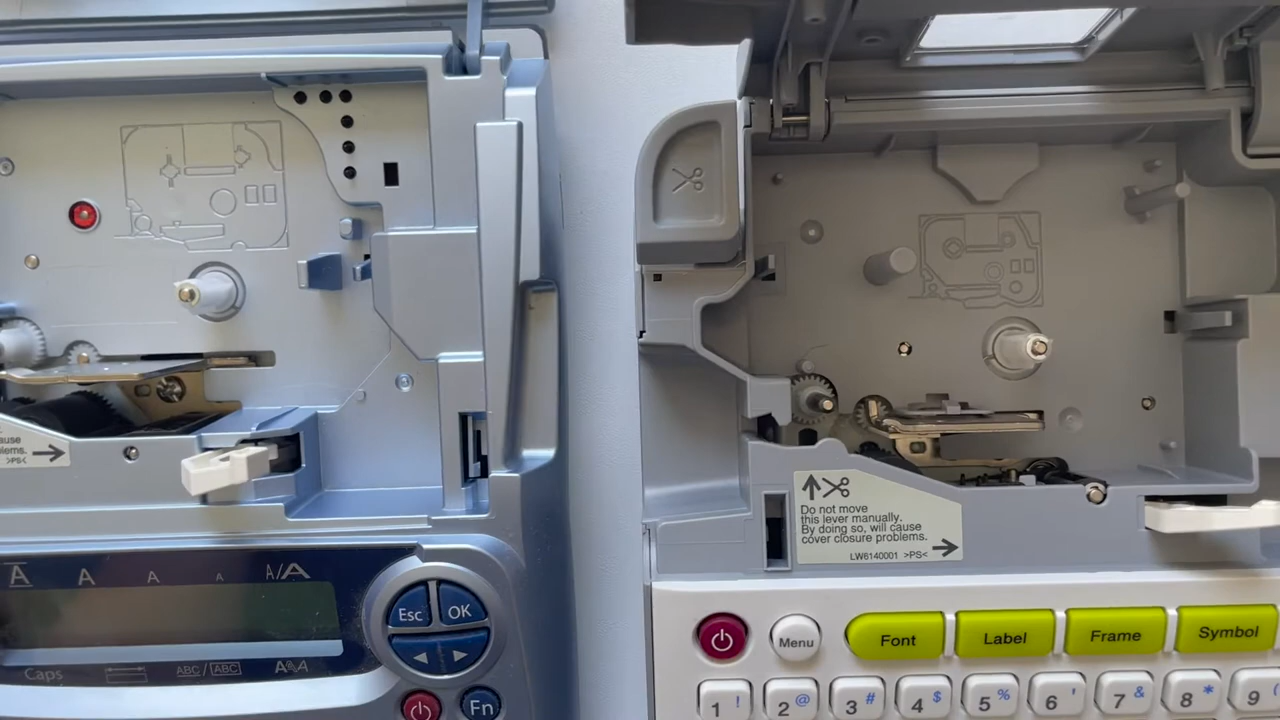 ause
blems.
>PS<
A A A A A/A
Caps
ABC/ABC
A&A
Esc
OK
Fn
Do not move
this lever manually.
By doing so, will cause
cover closure problems.
LW6140001 >PS<
Menu
Font
Label
Frame
Symbol
1 !
2 @
3 #
4 $
5 %
6 '
7 &
8 *
9 (